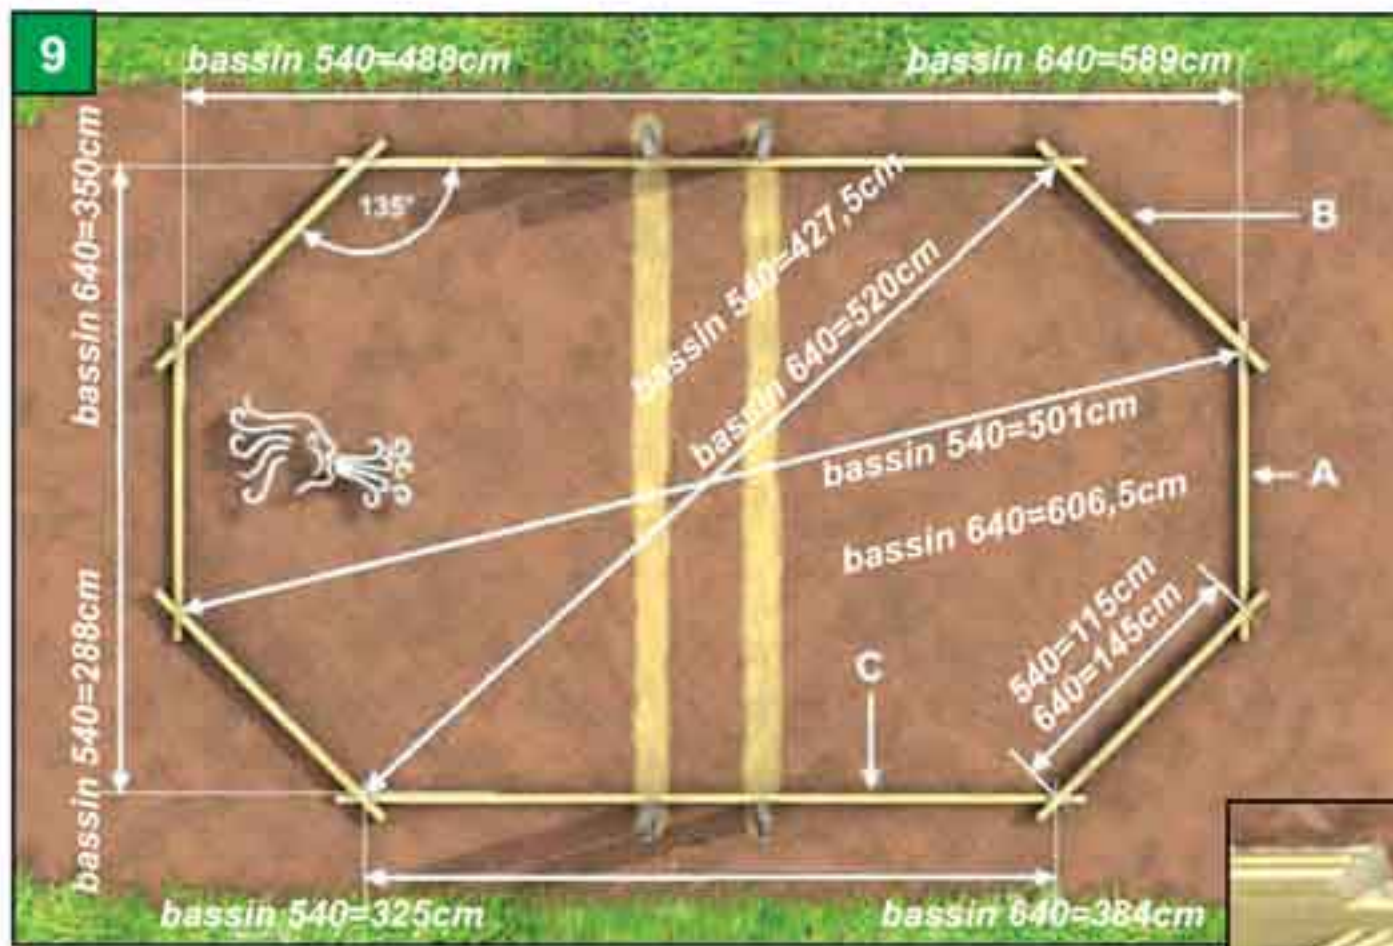 9
bassin 540=488cm
bassin 640=589cm
bassin 640=350cm
135°
B
bassin 540=427,5cm
bassin 640=520cm
bassin 540=501cm
A
bassin 640=606,5cm
bassin 540=288cm
540=115cm
640=145cm
C
bassin 540=325cm
bassin 640=384cm